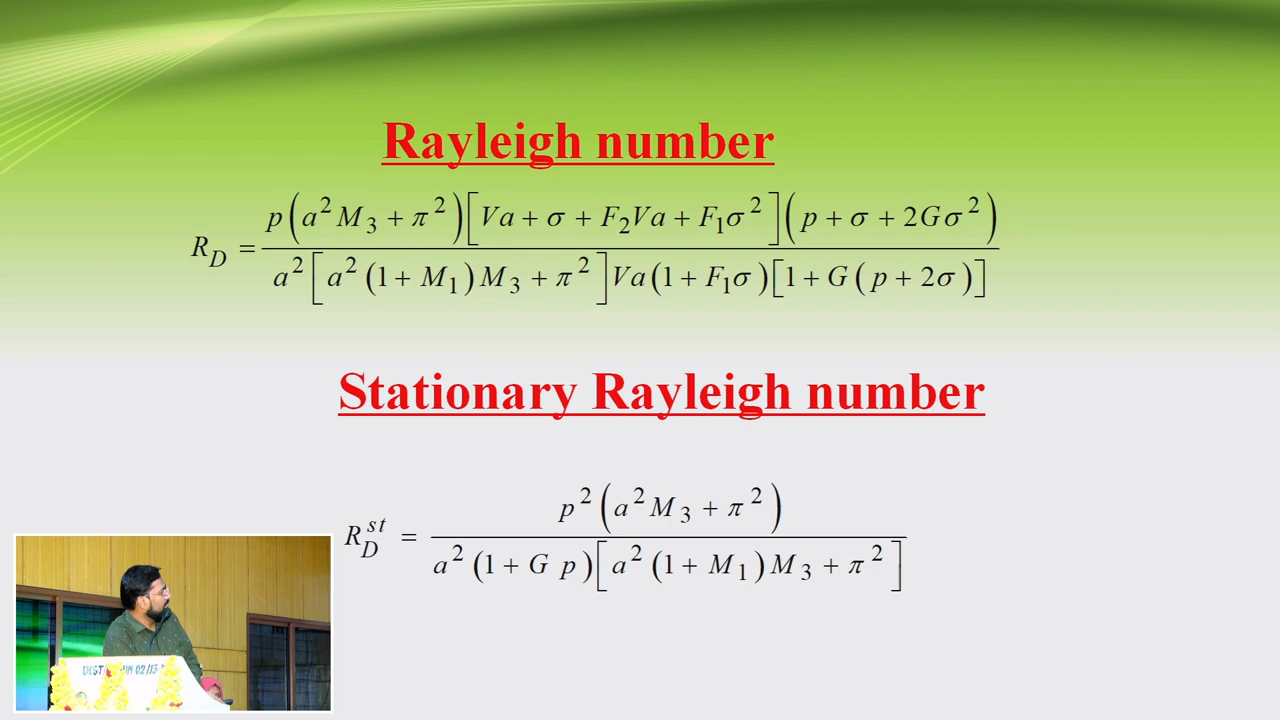 Rayleigh number
R_D = p(a²M₃ + π²)[Va + σ + F₂Va + F₁σ²](p + σ + 2Gσ²) / a²[a²(1 + M₁)M₃ + π²]Va(1 + F₁σ)[1 + G(p + 2σ)]
Stationary Rayleigh number
R_D^st = p²(a²M₃ + π²) / a²(1 + G p)[a²(1 + M₁)M₃ + π²]